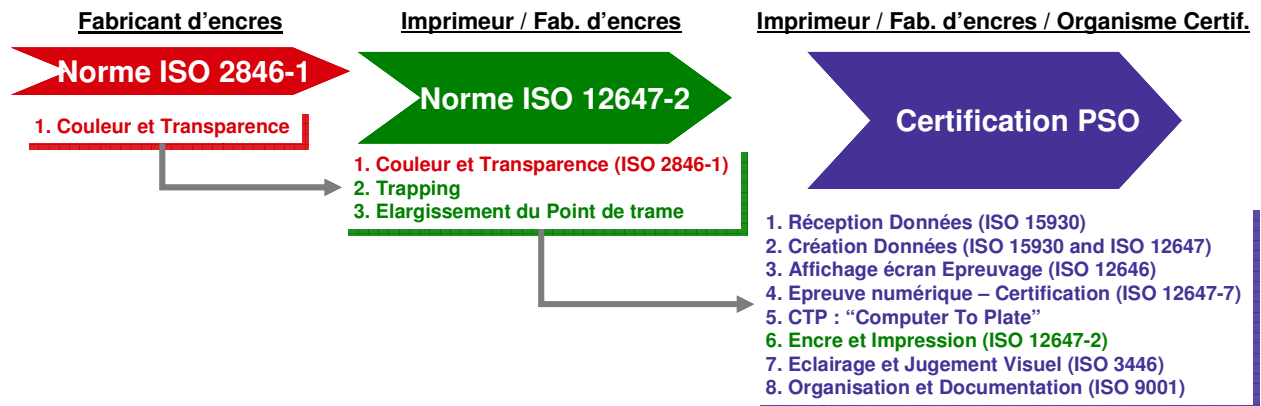 Fabricant d'encres
Norme ISO 2846-1
1. Couleur et Transparence
Imprimeur / Fab. d'encres
Norme ISO 12647-2
1. Couleur et Transparence (ISO 2846-1)
2. Trapping
3. Elargissement du Point de trame
Imprimeur / Fab. d'encres / Organisme Certif.
Certification PSO
1. Réception Données (ISO 15930)
2. Création Données (ISO 15930 and ISO 12647)
3. Affichage écran Epreuvage (ISO 12646)
4. Epreuve numérique – Certification (ISO 12647-7)
5. CTP : “Computer To Plate”
6. Encre et Impression (ISO 12647-2)
7. Eclairage et Jugement Visuel (ISO 3446)
8. Organisation et Documentation (ISO 9001)